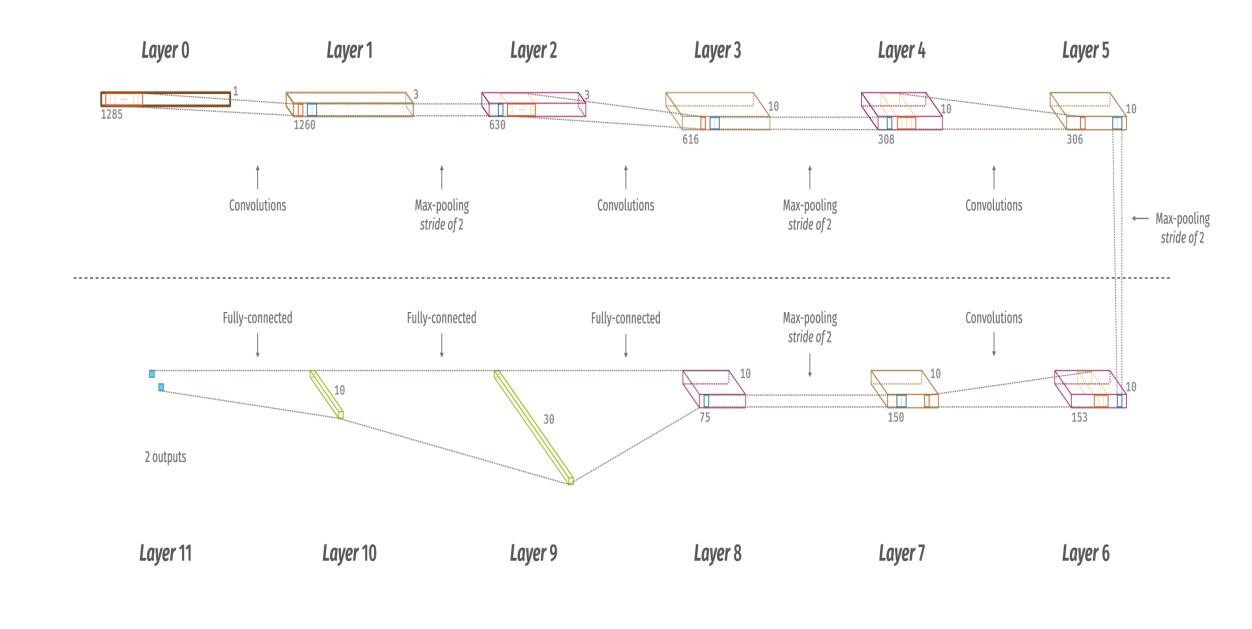 Layer 0
Layer 1
Layer 2
Layer 3
Layer 4
Layer 5
1
1285
3
1260
3
630
10
616
10
308
10
306
Convolutions
Max-pooling
stride of 2
Convolutions
Max-pooling
stride of 2
Convolutions
Max-pooling
stride of 2
Fully-connected
Fully-connected
Fully-connected
Max-pooling
stride of 2
Convolutions
10
30
10
75
10
150
10
153
2 outputs
Layer 11
Layer 10
Layer 9
Layer 8
Layer 7
Layer 6